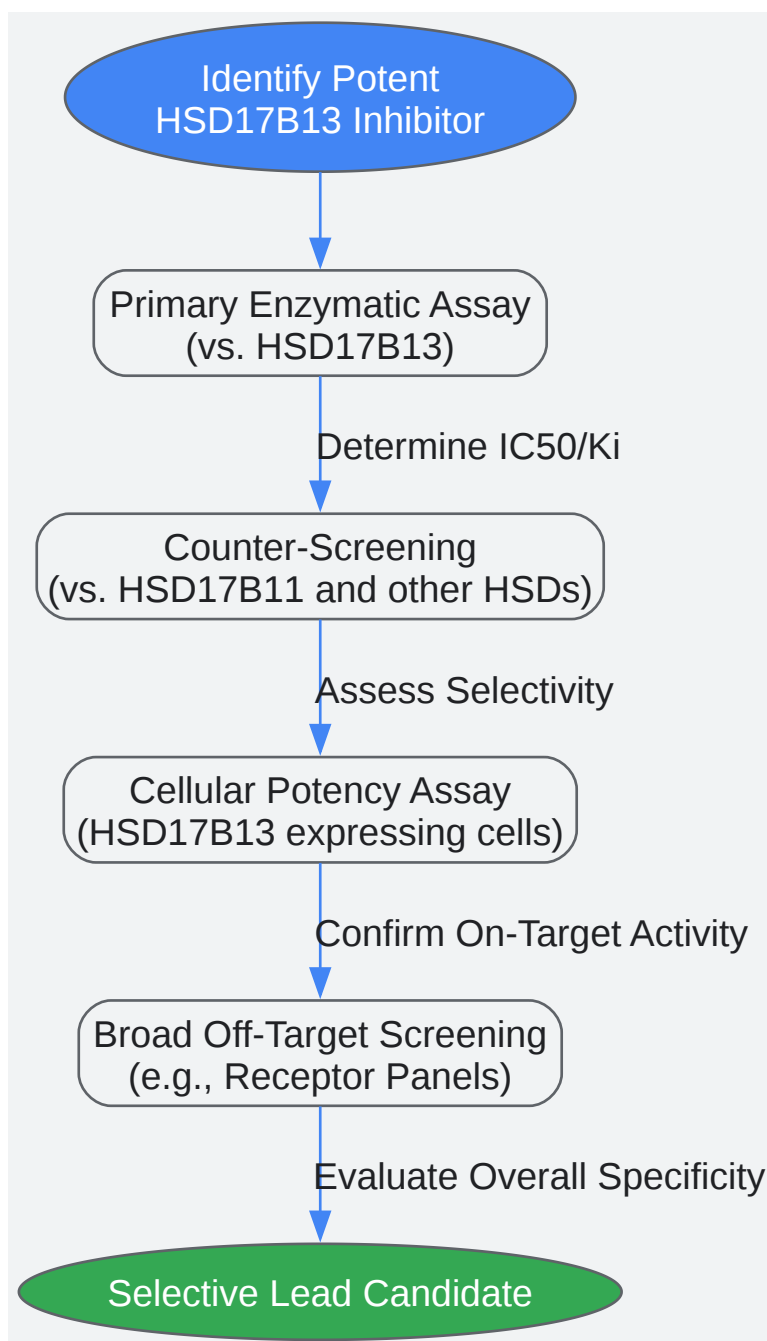 Identify Potent
HSD17B13 Inhibitor
Primary Enzymatic Assay
(vs. HSD17B13)
Determine IC50/Ki
Counter-Screening
(vs. HSD17B11 and other HSDs)
Assess Selectivity
Cellular Potency Assay
(HSD17B13 expressing cells)
Confirm On-Target Activity
Broad Off-Target Screening
(e.g., Receptor Panels)
Evaluate Overall Specificity
Selective Lead Candidate